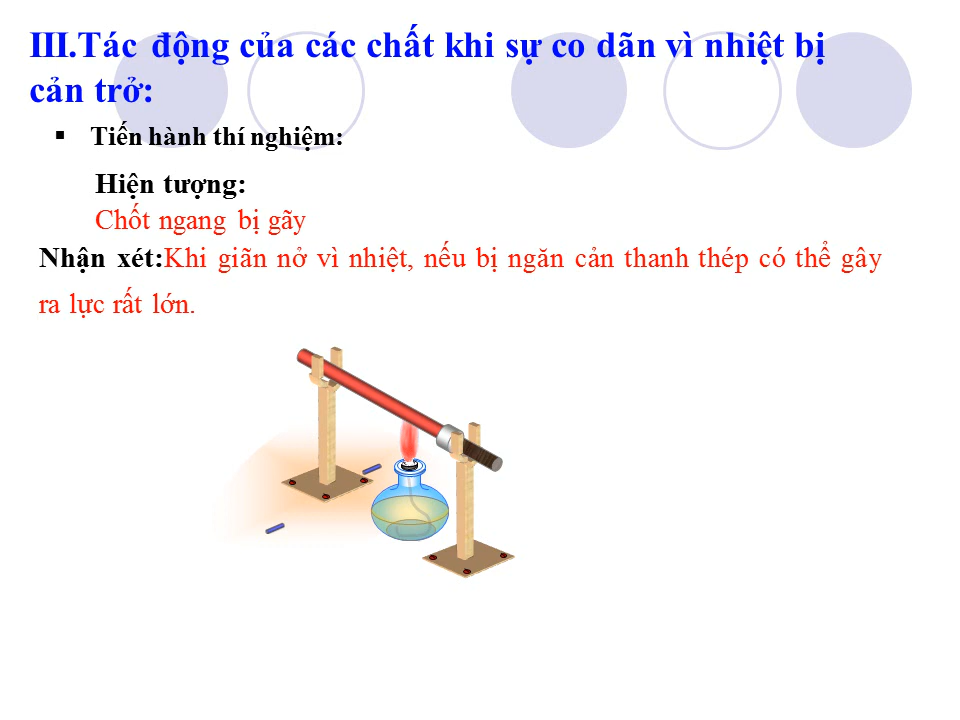 III.Tác động của các chất khi sự co dãn vì nhiệt bị
cản trở:
▪ Tiến hành thí nghiệm:
Hiện tượng:
Chốt ngang bị gãy
Nhận xét:Khi giãn nở vì nhiệt, nếu bị ngăn cản thanh thép có thể gây
ra lực rất lớn.